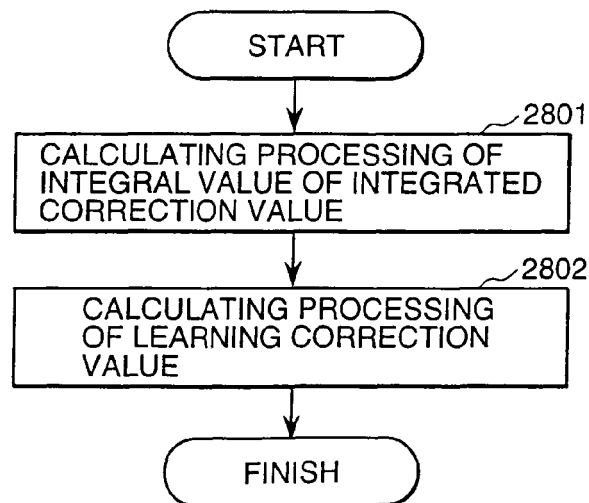 START
2801
CALCULATING PROCESSING OF
INTEGRAL VALUE OF INTEGRATED
CORRECTION VALUE
2802
CALCULATING PROCESSING
OF LEARNING CORRECTION
VALUE
FINISH